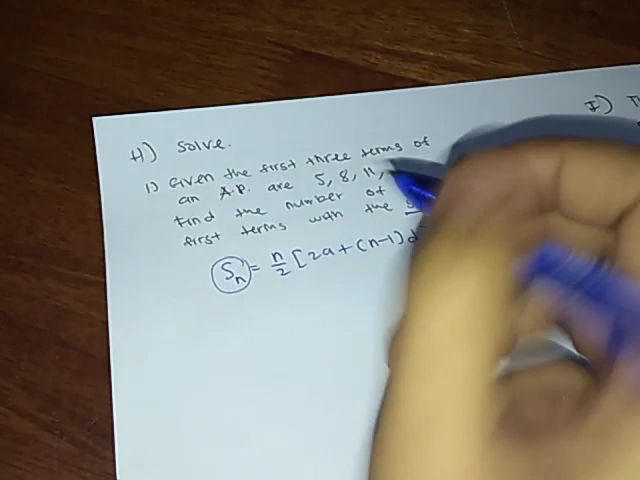 H) Solve.
1) Given the first three terms of
an A.P. are 5, 8, 11,
Find the number of
first terms with the
Sn = n/2 [2a + (n-1) d
I)